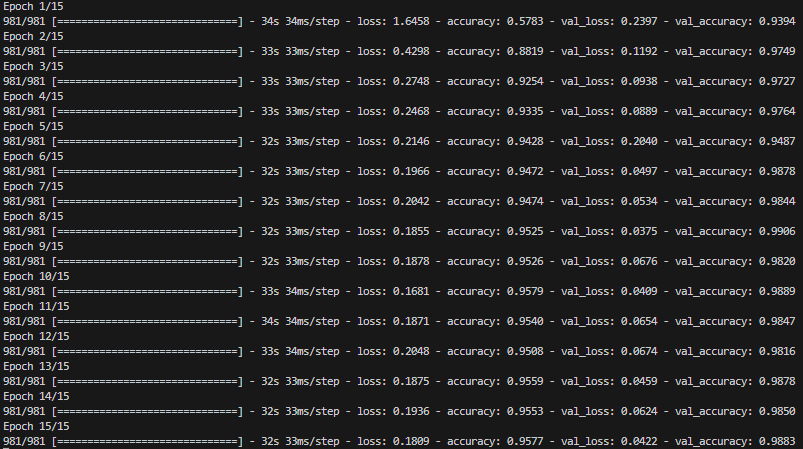 Epoch 1/15
981/981 [==============================] - 34s 34ms/step - loss: 1.6458 - accuracy: 0.5783 - val_loss: 0.2397 - val_accuracy: 0.9394
Epoch 2/15
981/981 [==============================] - 33s 33ms/step - loss: 0.4298 - accuracy: 0.8819 - val_loss: 0.1192 - val_accuracy: 0.9749
Epoch 3/15
981/981 [==============================] - 33s 33ms/step - loss: 0.2748 - accuracy: 0.9254 - val_loss: 0.0938 - val_accuracy: 0.9727
Epoch 4/15
981/981 [==============================] - 33s 33ms/step - loss: 0.2468 - accuracy: 0.9335 - val_loss: 0.0889 - val_accuracy: 0.9764
Epoch 5/15
981/981 [==============================] - 32s 33ms/step - loss: 0.2146 - accuracy: 0.9428 - val_loss: 0.2040 - val_accuracy: 0.9487
Epoch 6/15
981/981 [==============================] - 32s 33ms/step - loss: 0.1966 - accuracy: 0.9472 - val_loss: 0.0497 - val_accuracy: 0.9878
Epoch 7/15
981/981 [==============================] - 32s 33ms/step - loss: 0.2042 - accuracy: 0.9474 - val_loss: 0.0534 - val_accuracy: 0.9844
Epoch 8/15
981/981 [==============================] - 32s 33ms/step - loss: 0.1855 - accuracy: 0.9525 - val_loss: 0.0375 - val_accuracy: 0.9906
Epoch 9/15
981/981 [==============================] - 32s 33ms/step - loss: 0.1878 - accuracy: 0.9526 - val_loss: 0.0676 - val_accuracy: 0.9820
Epoch 10/15
981/981 [==============================] - 33s 34ms/step - loss: 0.1681 - accuracy: 0.9579 - val_loss: 0.0409 - val_accuracy: 0.9889
Epoch 11/15
981/981 [==============================] - 34s 34ms/step - loss: 0.1871 - accuracy: 0.9540 - val_loss: 0.0654 - val_accuracy: 0.9847
Epoch 12/15
981/981 [==============================] - 33s 34ms/step - loss: 0.2048 - accuracy: 0.9508 - val_loss: 0.0674 - val_accuracy: 0.9816
Epoch 13/15
981/981 [==============================] - 32s 33ms/step - loss: 0.1875 - accuracy: 0.9559 - val_loss: 0.0459 - val_accuracy: 0.9878
Epoch 14/15
981/981 [==============================] - 32s 33ms/step - loss: 0.1936 - accuracy: 0.9553 - val_loss: 0.0624 - val_accuracy: 0.9850
Epoch 15/15
981/981 [==============================] - 32s 33ms/step - loss: 0.1809 - accuracy: 0.9577 - val_loss: 0.0422 - val_accuracy: 0.9883